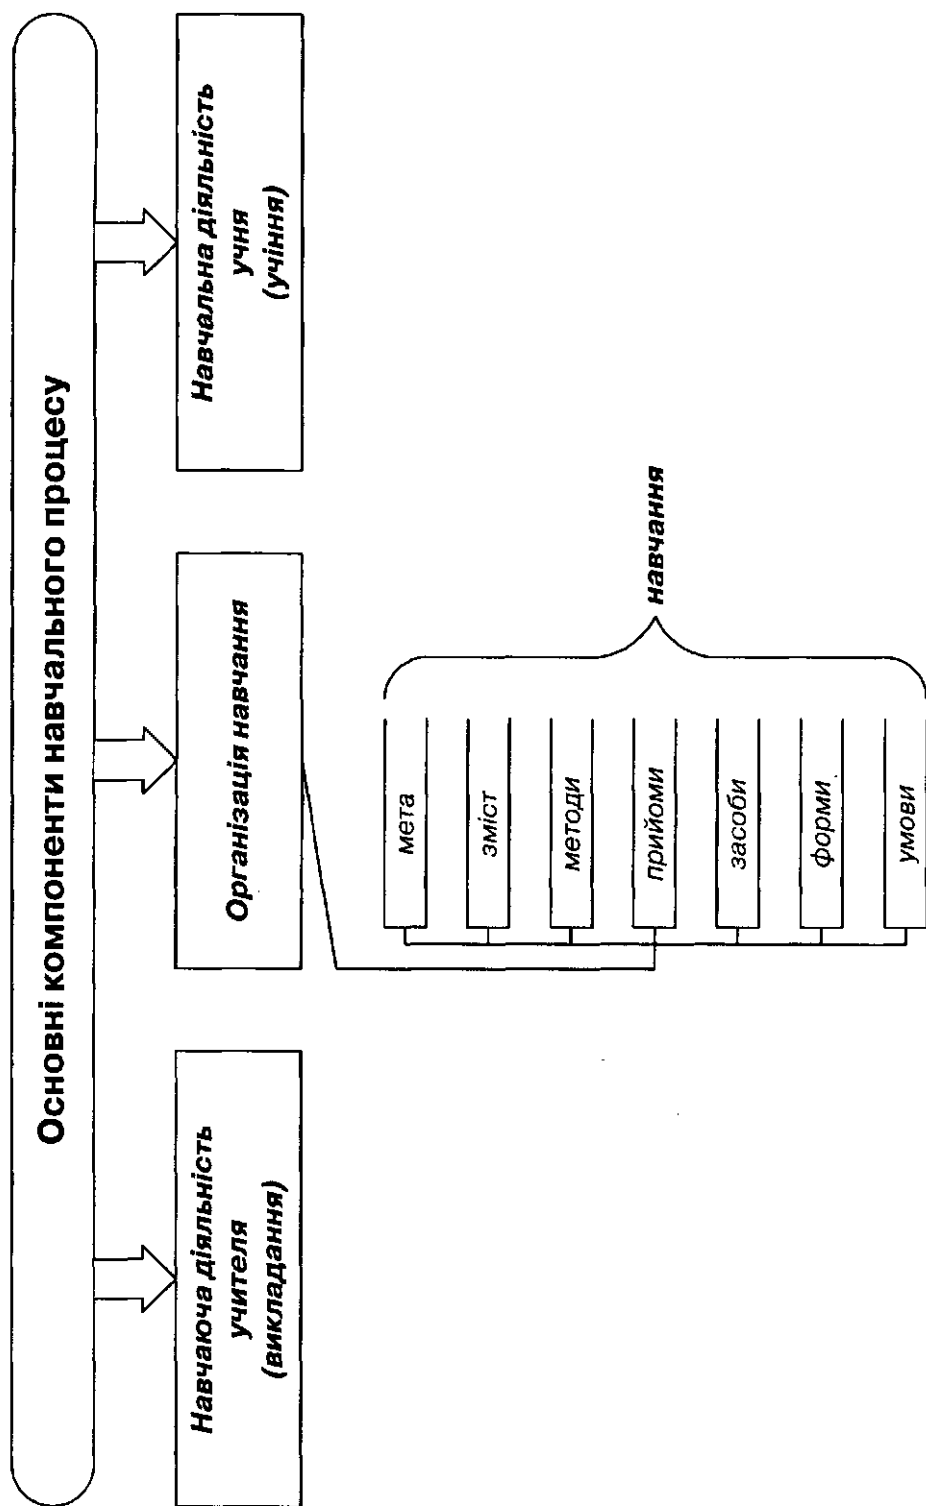 Основні компоненти навчального процесу
Навчаюча діяльність
учителя
(викладання)
Організація навчання
Навчальна діяльність
учня
(учіння)
мета
зміст
методи
прийоми
засоби
форми
умови
навчання